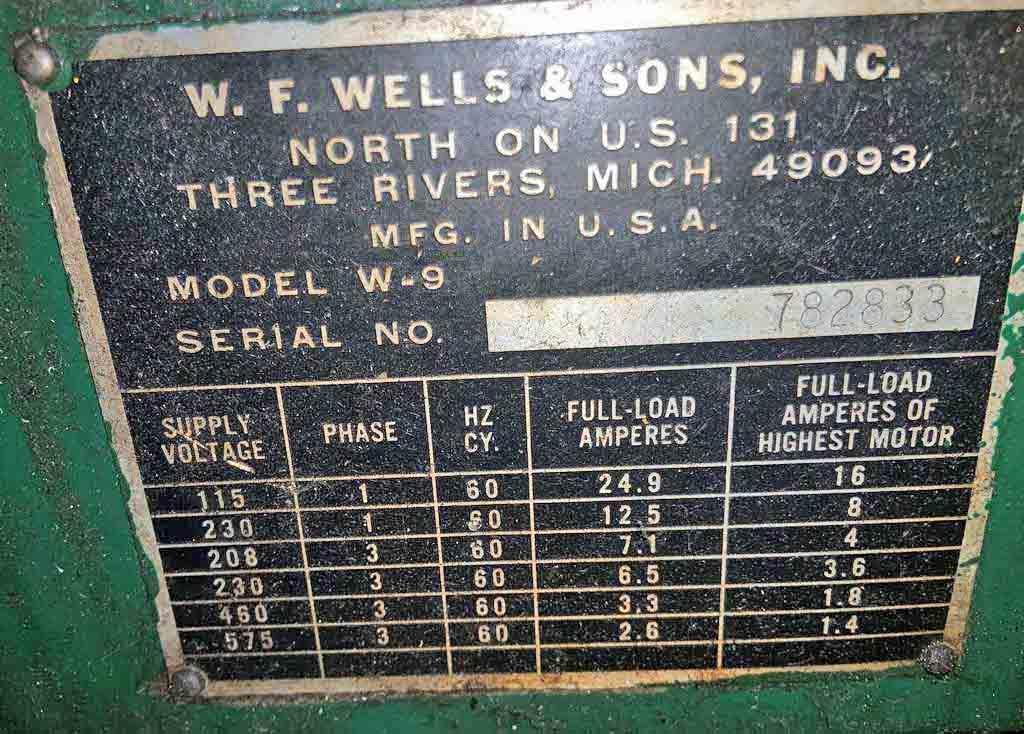 W. F. WELLS & SONS, INC.
NORTH ON U.S. 131
THREE RIVERS, MICH. 49093
MFG. IN U.S.A.
MODEL W-9
SERIAL NO. 782833
SUPPLY VOLTAGE PHASE HZ CY. FULL-LOAD AMPERES FULL-LOAD AMPERES OF HIGHEST MOTOR
115 1 60 24.9 16
230 1 60 12.5 8
208 3 60 7.1 4
230 3 60 6.5 3.6
460 3 60 3.3 1.8
575 3 60 2.6 1.4